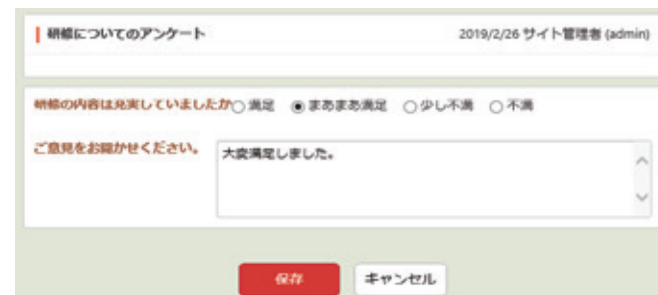 研修についてのアンケート 2019/2/26 サイト管理者 (admin)
研修の内容は充実していましたか 満足 まあまあ満足 少し不満 不満
ご意見をお聞かせください。 大変満足しました。
保存 キャンセル